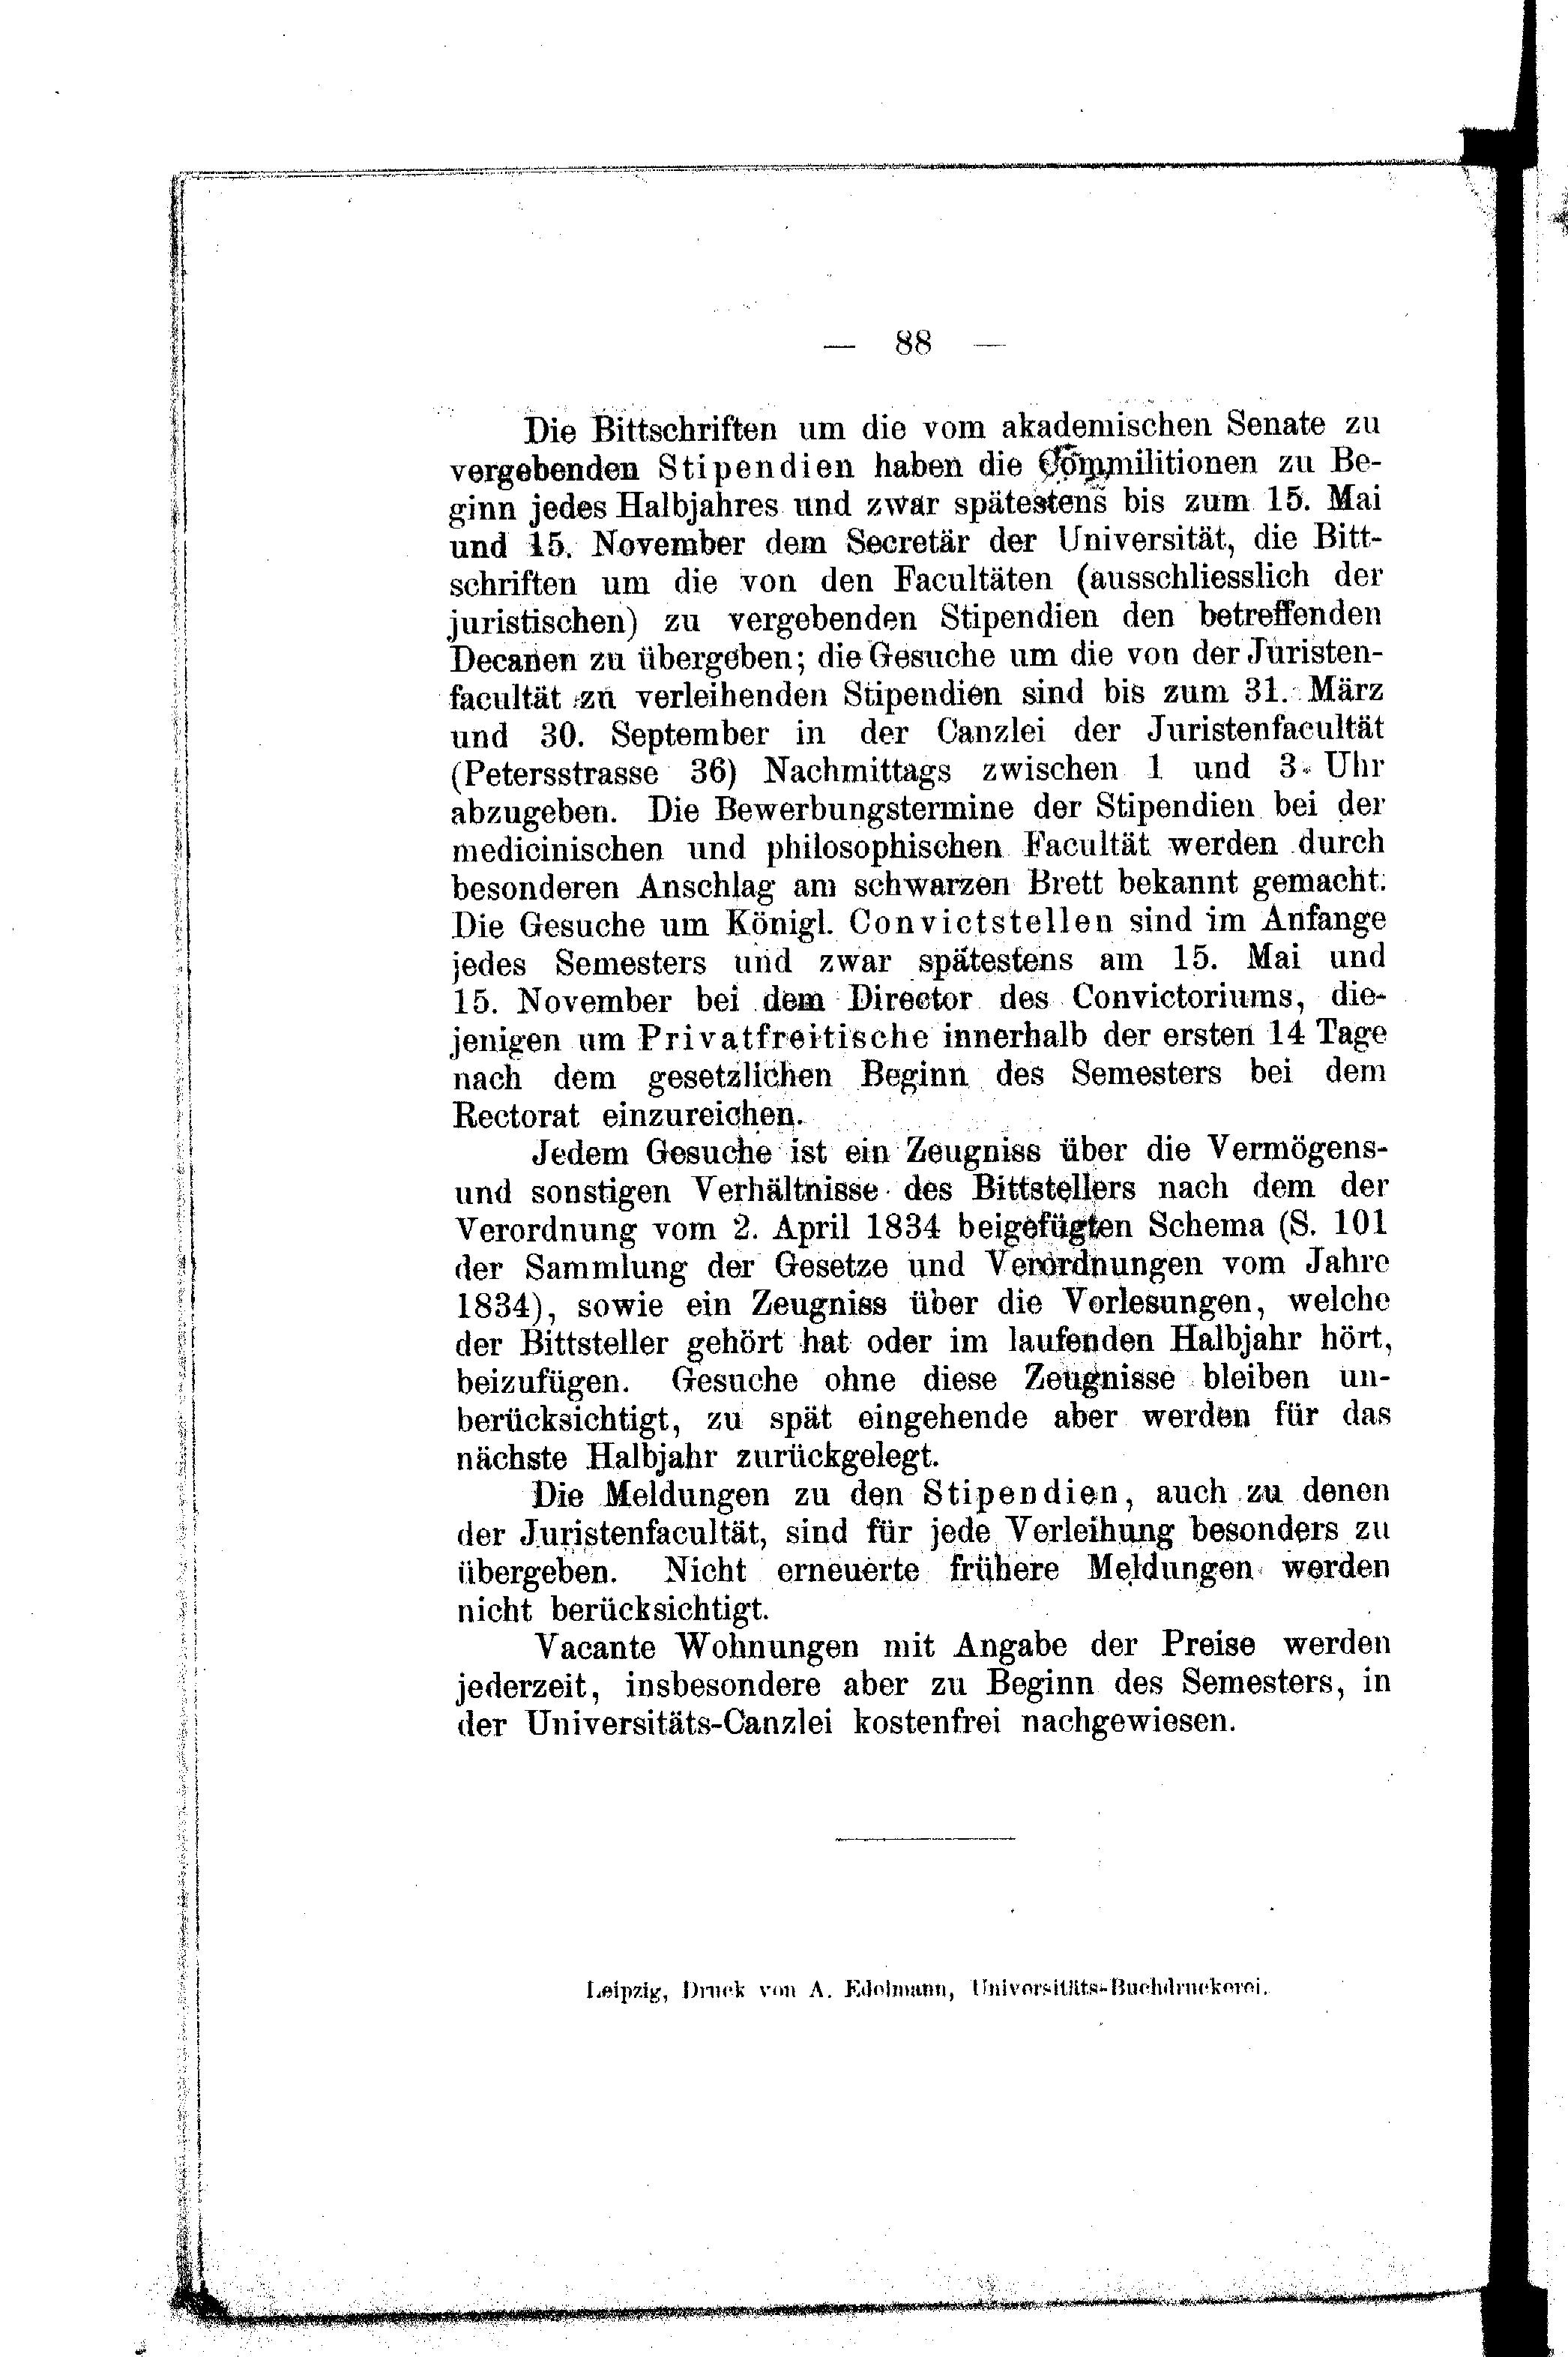 — 88 —
Die Bittschriften um die vom akademischen Senate zu
vergebenden Stipendien haben die Commilitionen zu Be-
ginn jedes Halbjahres und zwar spätestens bis zum 15. Mai
und 15. November dem Secretär der Universität, die Bitt-
schriften um die von den Facultäten (ausschliesslich der
juristischen) zu vergebenden Stipendien den betreffenden
Decanen zu übergeben; die Gesuche um die von der Juristen-
facultät zu verleihenden Stipendien sind bis zum 31. März
und 30. September in der Canzlei der Juristenfacultät
(Petersstrasse 36) Nachmittags zwischen 1 und 3 Uhr
abzugeben. Die Bewerbungstermine der Stipendien bei der
medicinischen und philosophischen Facultät werden durch
besonderen Anschlag am schwarzen Brett bekannt gemacht.
Die Gesuche um Königl. Convictstellen sind im Anfange
jedes Semesters und zwar spätestens am 15. Mai und
15. November bei dem Director des Convictoriums, die-
jenigen um Privatfreitische innerhalb der ersten 14 Tage
nach dem gesetzlichen Beginn des Semesters bei dem
Rectorat einzureichen.
Jedem Gesuche ist ein Zeugniss über die Vermögens-
und sonstigen Verhältnisse des Bittstellers nach dem der
Verordnung vom 2. April 1834 beigefügten Schema (S. 101
der Sammlung der Gesetze und Verordnungen vom Jahre
1834), sowie ein Zeugniss über die Vorlesungen, welche
der Bittsteller gehört hat oder im laufenden Halbjahr hört,
beizufügen. Gesuche ohne diese Zeugnisse bleiben un-
berücksichtigt, zu spät eingehende aber werden für das
nächste Halbjahr zurückgelegt.
Die Meldungen zu den Stipendien, auch zu denen
der Juristenfacultät, sind für jede Verleihung besonders zu
übergeben. Nicht erneuerte frühere Meldungen werden
nicht berücksichtigt.
Vacante Wohnungen mit Angabe der Preise werden
jederzeit, insbesondere aber zu Beginn des Semesters, in
der Universitäts-Canzlei kostenfrei nachgewiesen.
Leipzig, Druck von A. Edelmann, Universitäts-Buchdruckerei.